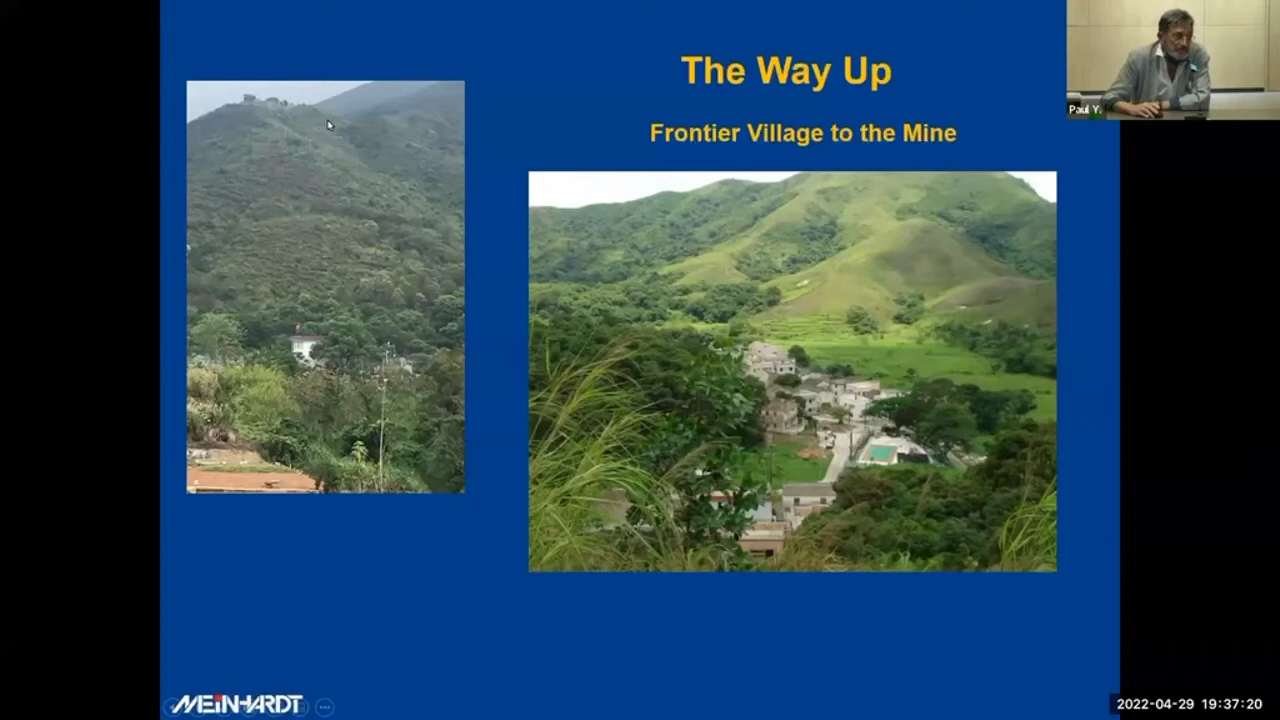 The Way Up
Frontier Village to the Mine
Paul Y.
MEINHARDT
2022-04-29 19:37:20